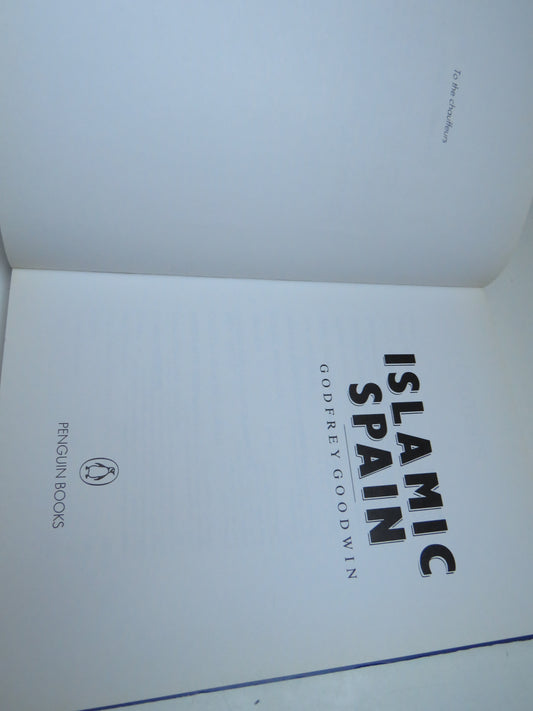 To the chauffeurs
ISLAMIC
SPAIN
GODFREY GOODWIN
PENGUIN BOOKS